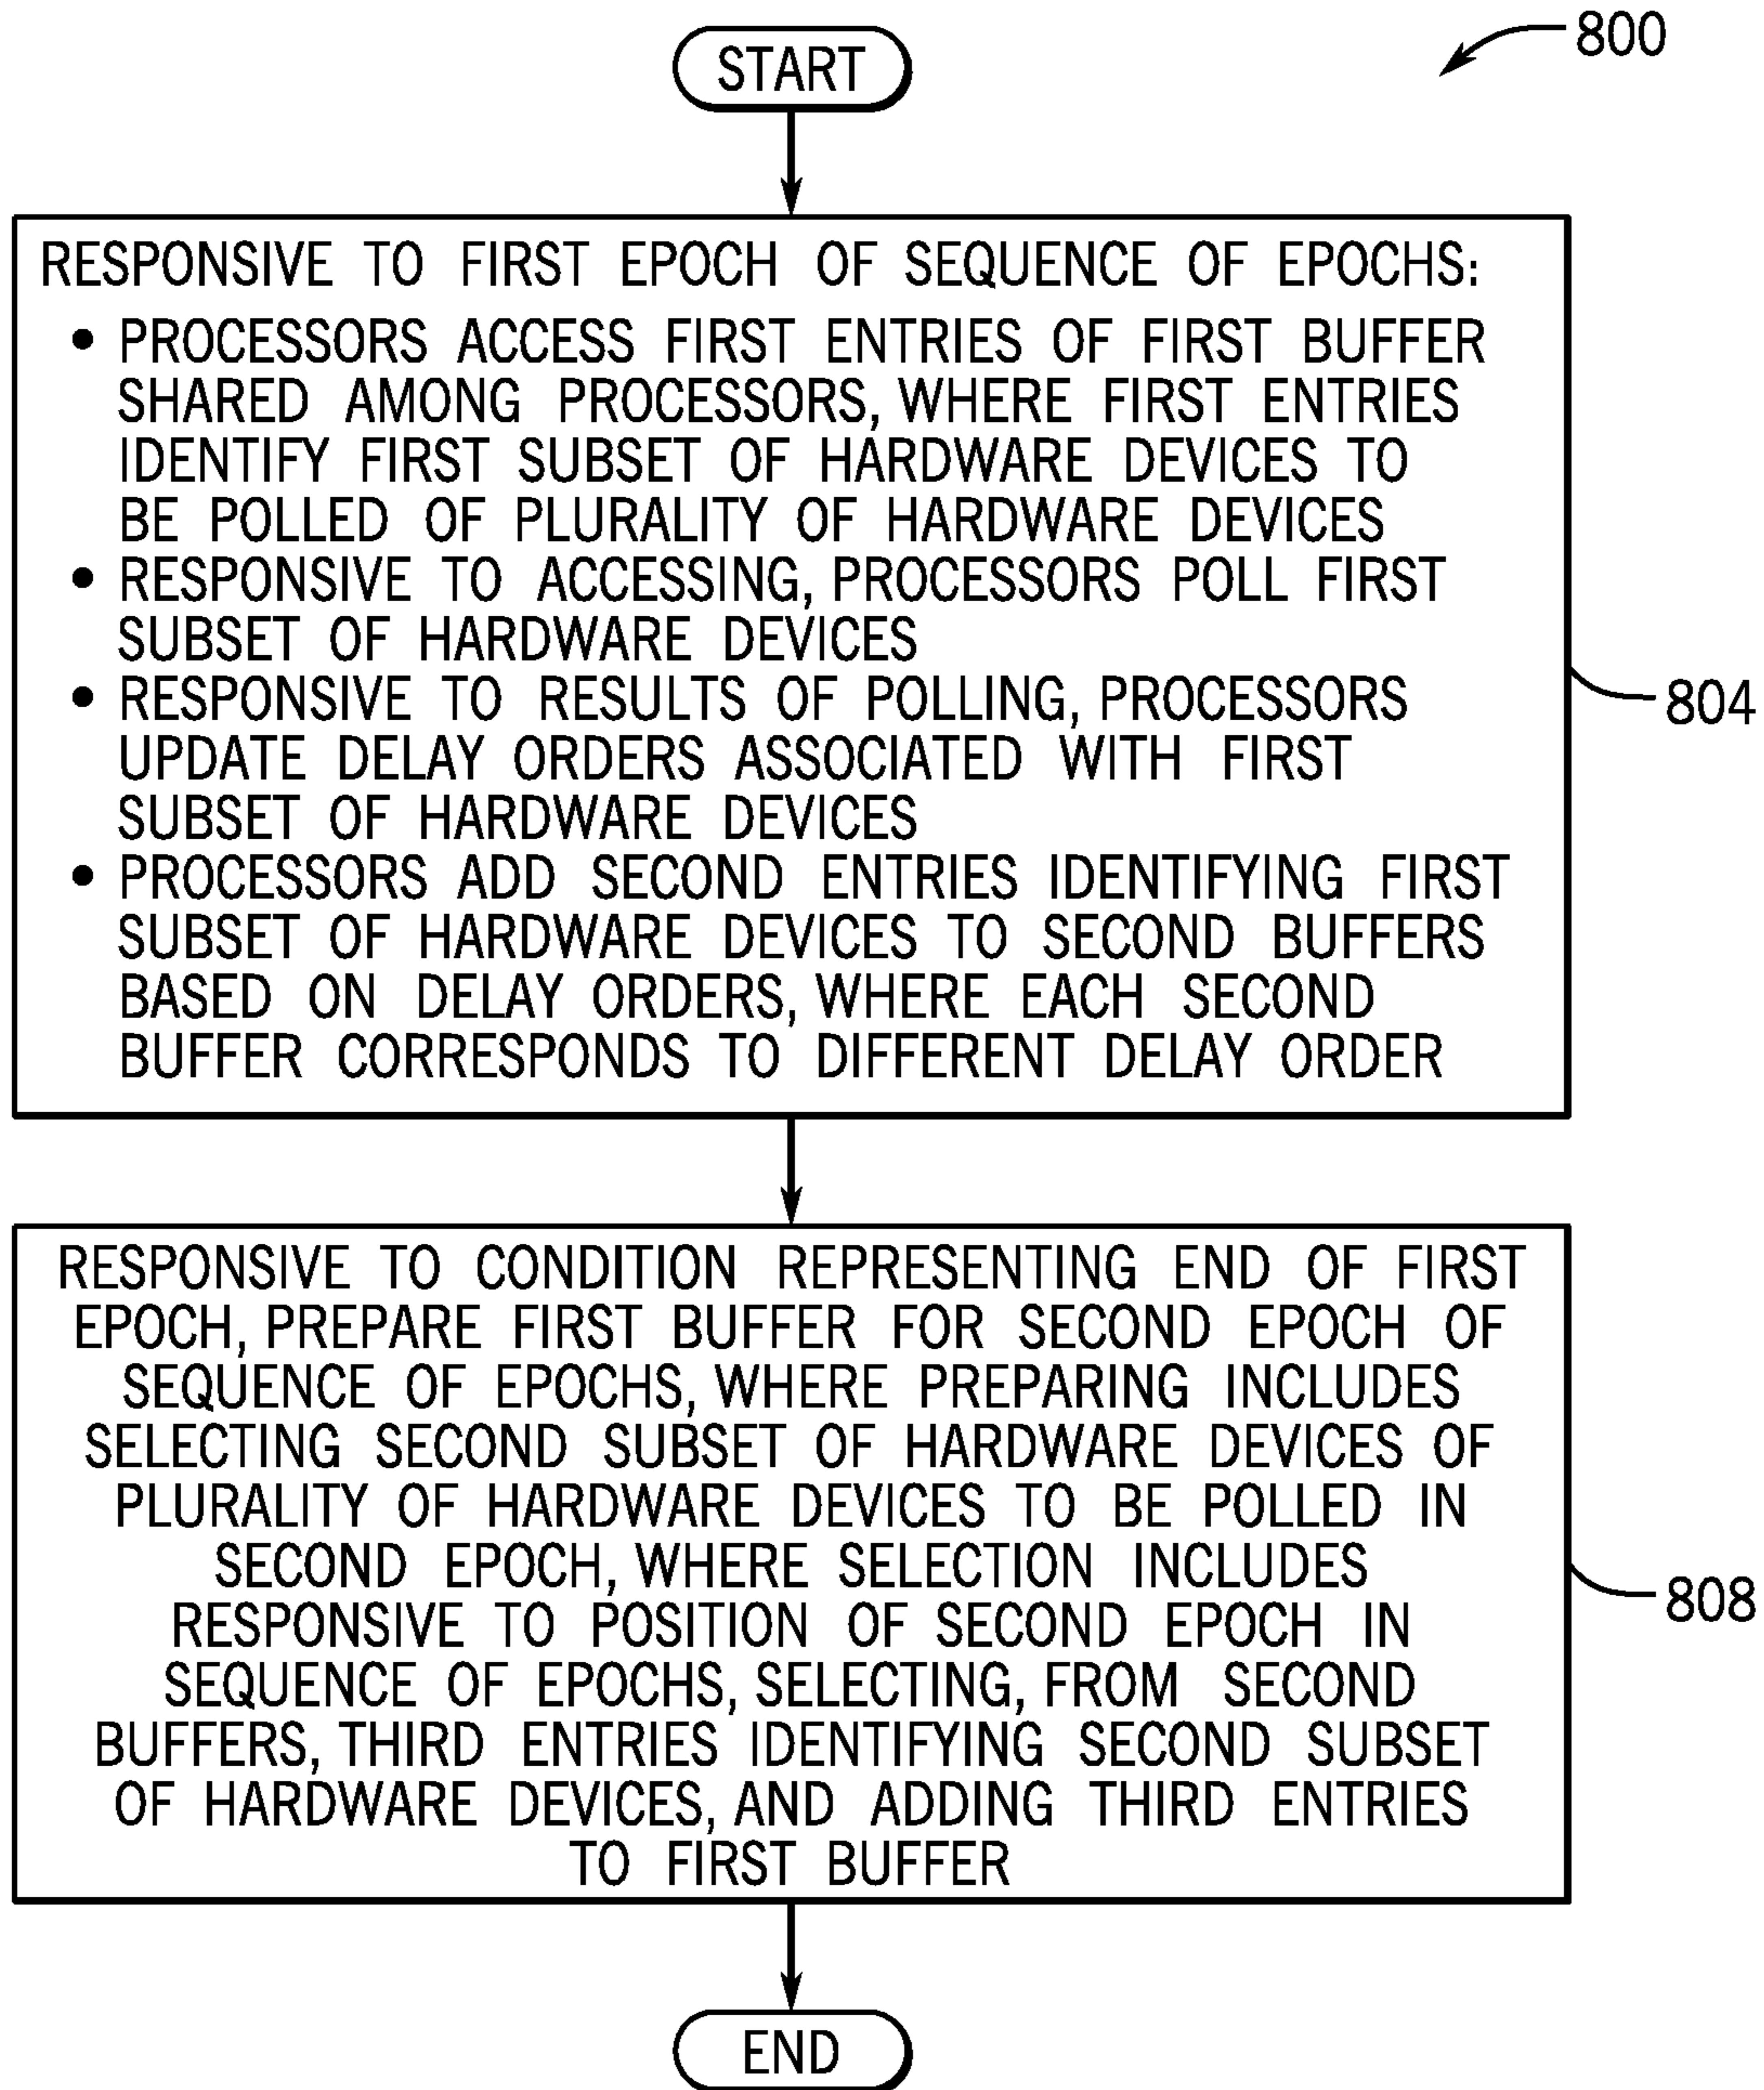 START
800
RESPONSIVE TO FIRST EPOCH OF SEQUENCE OF EPOCHS:
• PROCESSORS ACCESS FIRST ENTRIES OF FIRST BUFFER
SHARED AMONG PROCESSORS, WHERE FIRST ENTRIES
IDENTIFY FIRST SUBSET OF HARDWARE DEVICES TO
BE POLLED OF PLURALITY OF HARDWARE DEVICES
• RESPONSIVE TO ACCESSING, PROCESSORS POLL FIRST
SUBSET OF HARDWARE DEVICES
• RESPONSIVE TO RESULTS OF POLLING, PROCESSORS
UPDATE DELAY ORDERS ASSOCIATED WITH FIRST
SUBSET OF HARDWARE DEVICES
• PROCESSORS ADD SECOND ENTRIES IDENTIFYING FIRST
SUBSET OF HARDWARE DEVICES TO SECOND BUFFERS
BASED ON DELAY ORDERS, WHERE EACH SECOND
BUFFER CORRESPONDS TO DIFFERENT DELAY ORDER
804
RESPONSIVE TO CONDITION REPRESENTING END OF FIRST
EPOCH, PREPARE FIRST BUFFER FOR SECOND EPOCH OF
SEQUENCE OF EPOCHS, WHERE PREPARING INCLUDES
SELECTING SECOND SUBSET OF HARDWARE DEVICES OF
PLURALITY OF HARDWARE DEVICES TO BE POLLED IN
SECOND EPOCH, WHERE SELECTION INCLUDES
RESPONSIVE TO POSITION OF SECOND EPOCH IN
SEQUENCE OF EPOCHS, SELECTING, FROM SECOND
BUFFERS, THIRD ENTRIES IDENTIFYING SECOND SUBSET
OF HARDWARE DEVICES, AND ADDING THIRD ENTRIES
TO FIRST BUFFER
808
END